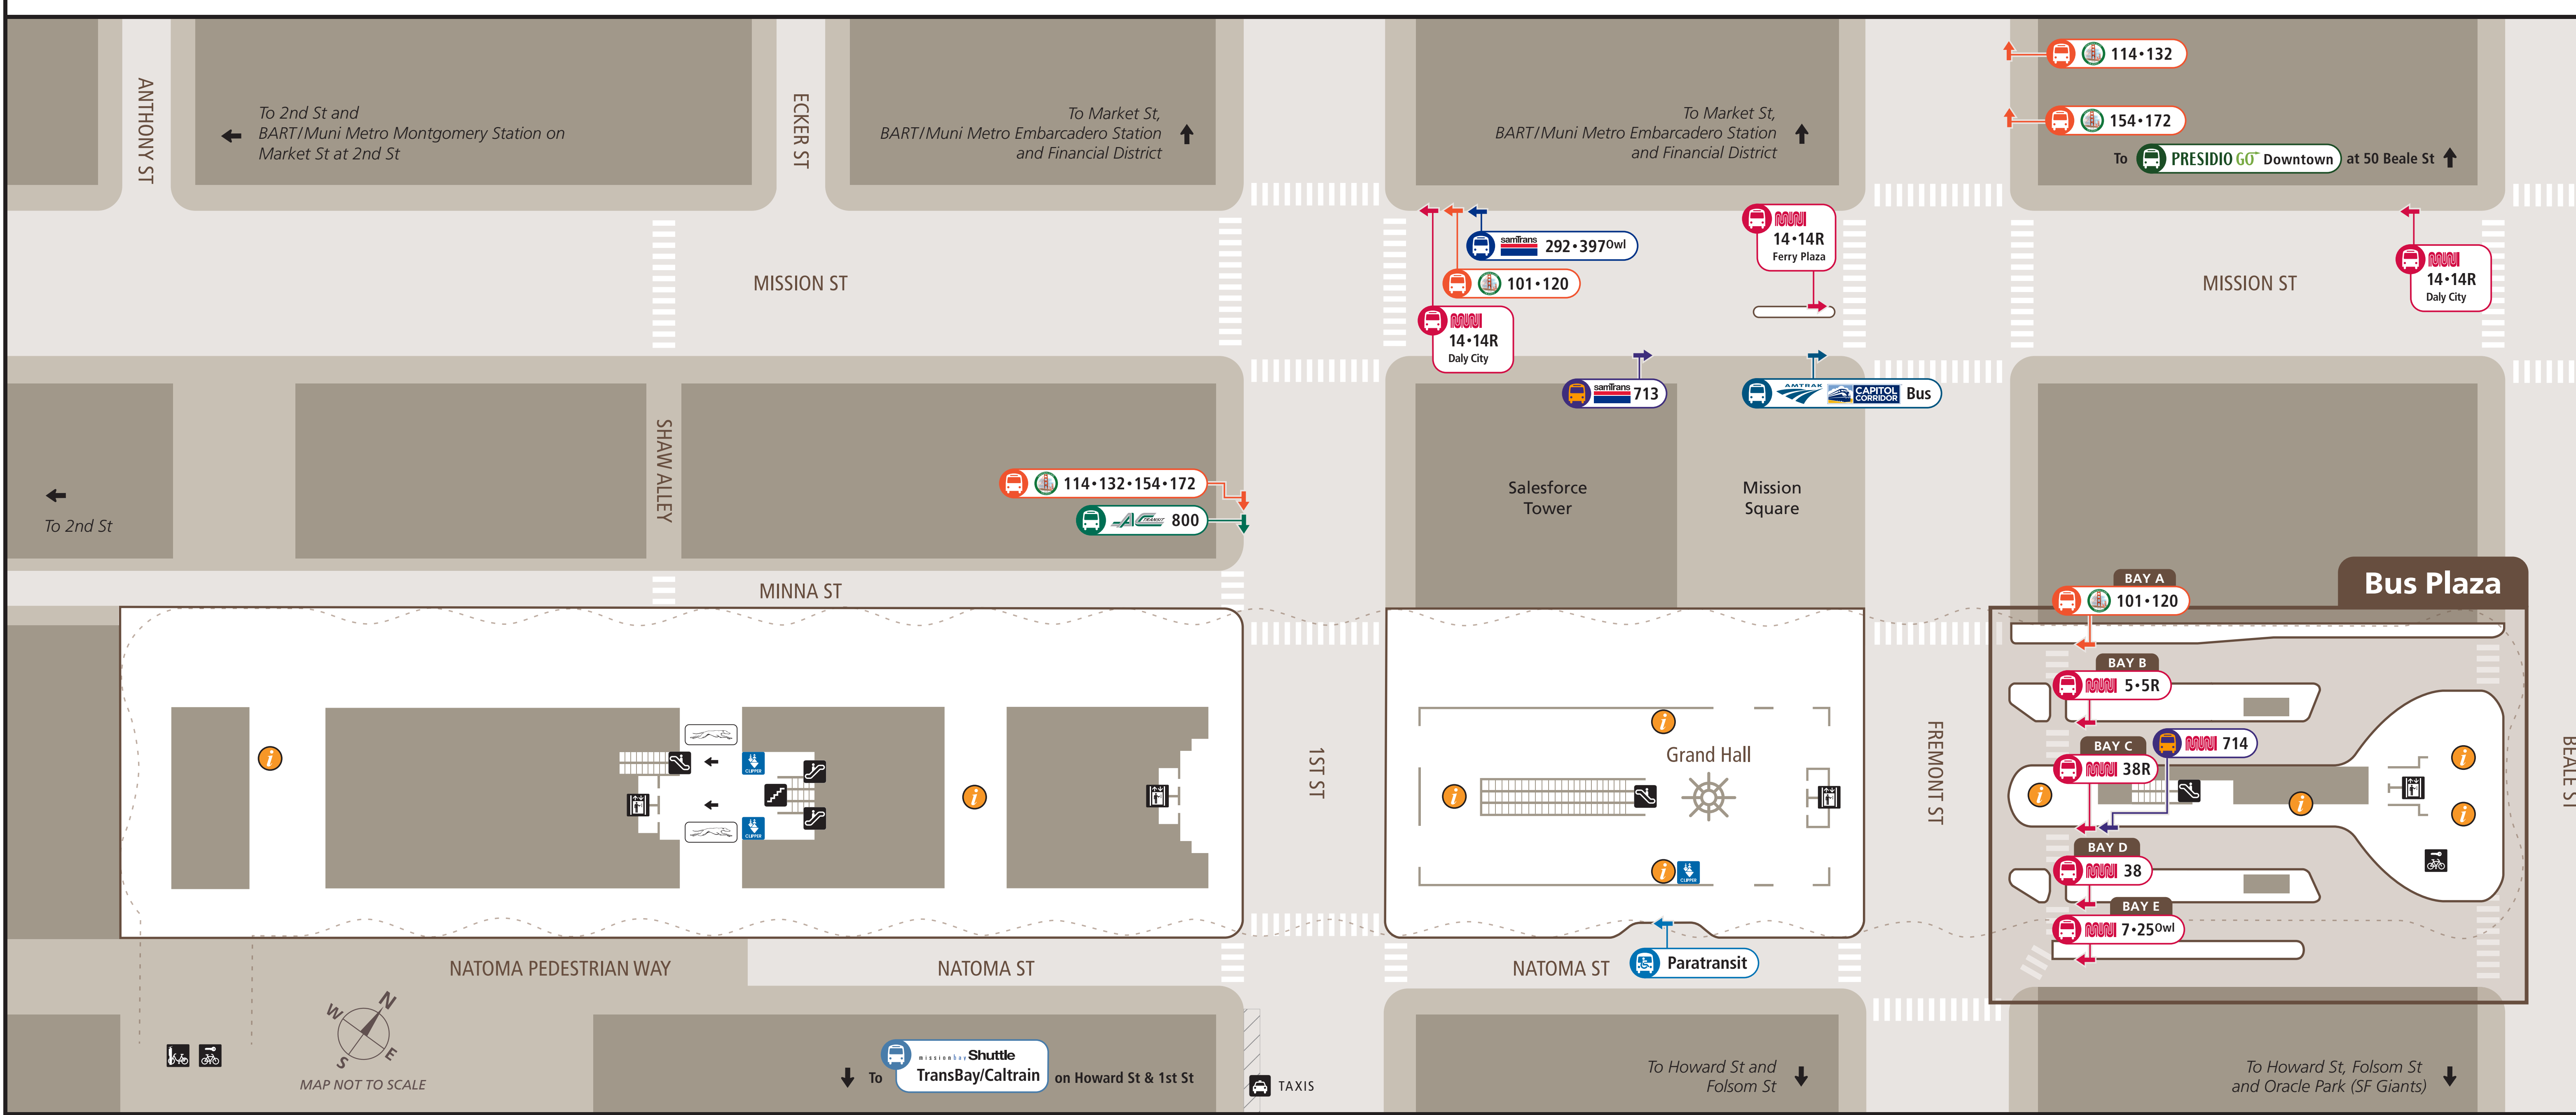 ANTHONY ST
To 2nd St and
BART/Muni Metro Montgomery Station on
Market St at 2nd St
ECKER ST
To Market St,
BART/Muni Metro Embarcadero Station
and Financial District
To Market St,
BART/Muni Metro Embarcadero Station
and Financial District
114•132
154•172
To PRESIDIO GO Downtown at 50 Beale St
MISSION ST
samTrans 292•397Owl
101•120
MUNI
14•14R
Daly City
MUNI
14•14R
Ferry Plaza
MISSION ST
MUNI
14•14R
Daly City
samTrans 713
AMTRAK CAPITOL CORRIDOR Bus
To 2nd St
SHAW ALLEY
114•132•154•172
AC TRANSIT 800
Salesforce
Tower
Mission
Square
MINNA ST
Bus Plaza
BAY A
101•120
BAY B
MUNI 5•5R
BAY C
MUNI 38R
MUNI 714
BAY D
MUNI 38
BAY E
MUNI 7•25Owl
CLIPPER
CLIPPER
1ST ST
Grand Hall
CLIPPER
FREMONT ST
BEALE ST
NATOMA PEDESTRIAN WAY
NATOMA ST
NATOMA ST
Paratransit
N
W
E
S
MAP NOT TO SCALE
To missionbay Shuttle
TransBay/Caltrain on Howard St & 1st St
TAXIS
To Howard St and
Folsom St
To Howard St, Folsom St
and Oracle Park (SF Giants)